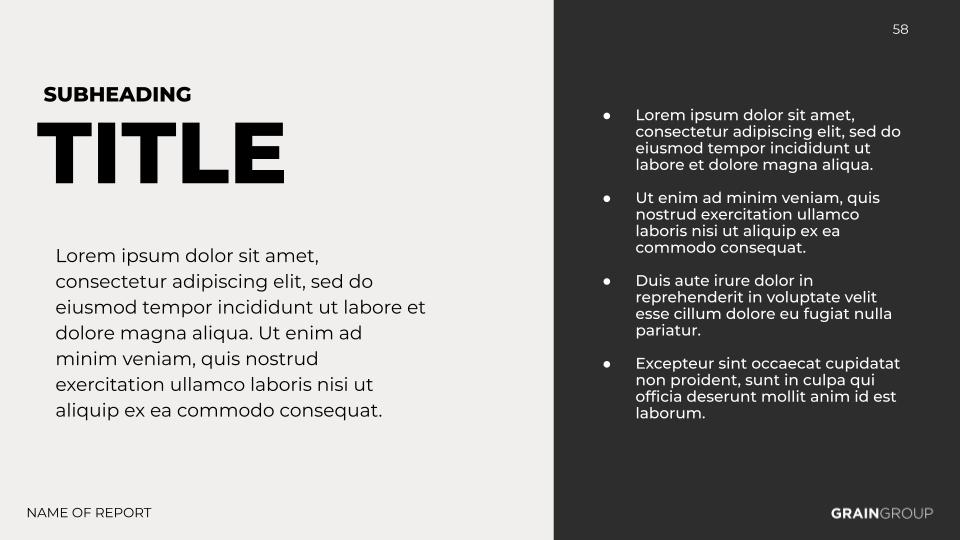 58
SUBHEADING
TITLE
Lorem ipsum dolor sit amet,
consectetur adipiscing elit, sed do
eiusmod tempor incididunt ut labore et
dolore magna aliqua. Ut enim ad
minim veniam, quis nostrud
exercitation ullamco laboris nisi ut
aliquip ex ea commodo consequat.
● Lorem ipsum dolor sit amet,
consectetur adipiscing elit, sed do
eiusmod tempor incididunt ut
labore et dolore magna aliqua.
● Ut enim ad minim veniam, quis
nostrud exercitation ullamco
laboris nisi ut aliquip ex ea
commodo consequat.
● Duis aute irure dolor in
reprehenderit in voluptate velit
esse cillum dolore eu fugiat nulla
pariatur.
● Excepteur sint occaecat cupidatat
non proident, sunt in culpa qui
officia deserunt mollit anim id est
laborum.
NAME OF REPORT
GRAINGROUP